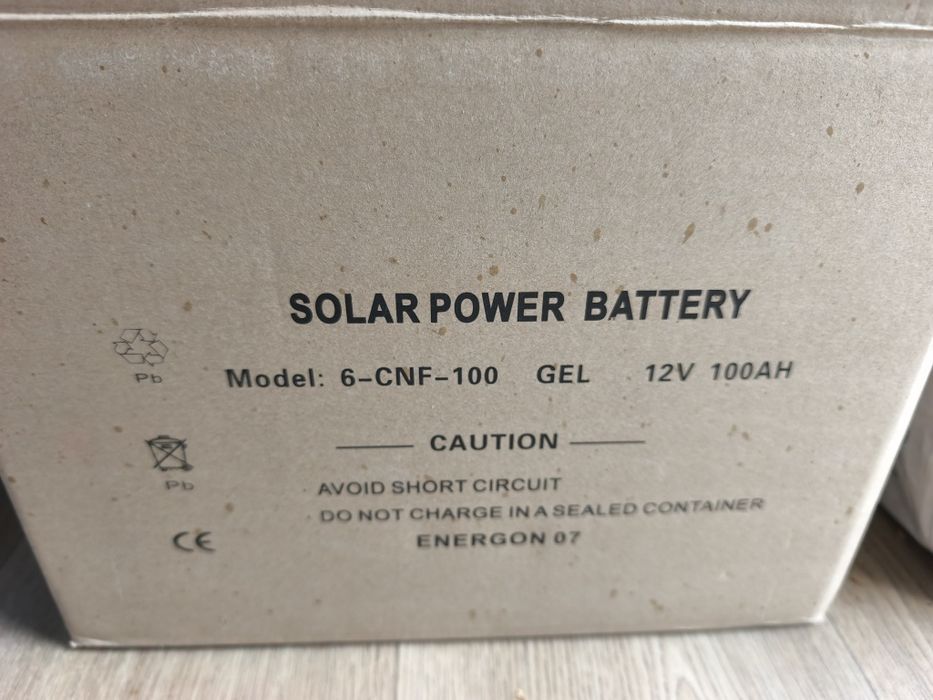 SOLAR POWER BATTERY
Pb
Model: 6-CNF-100 GEL 12V 100AH
CAUTION
Pb
AVOID SHORT CIRCUIT
DO NOT CHARGE IN A SEALED CONTAINER
CE
ENERGON 07